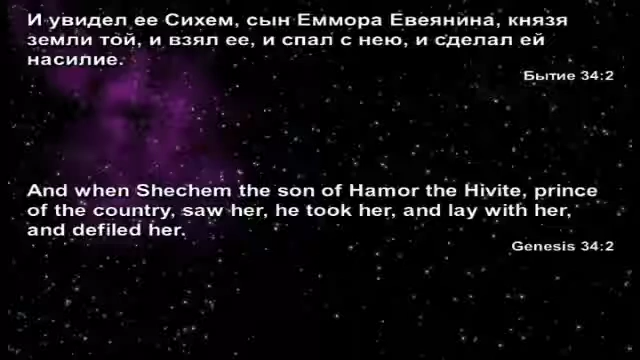 И увидел ее Сихем, сын Еммора Евеянина, князя
земли той, и взял ее, и спал с нею, и сделал ей
насилие.
Бытие 34:2
And when Shechem the son of Hamor the Hivite, prince
of the country, saw her, he took her, and lay with her,
and defiled her.
Genesis 34:2